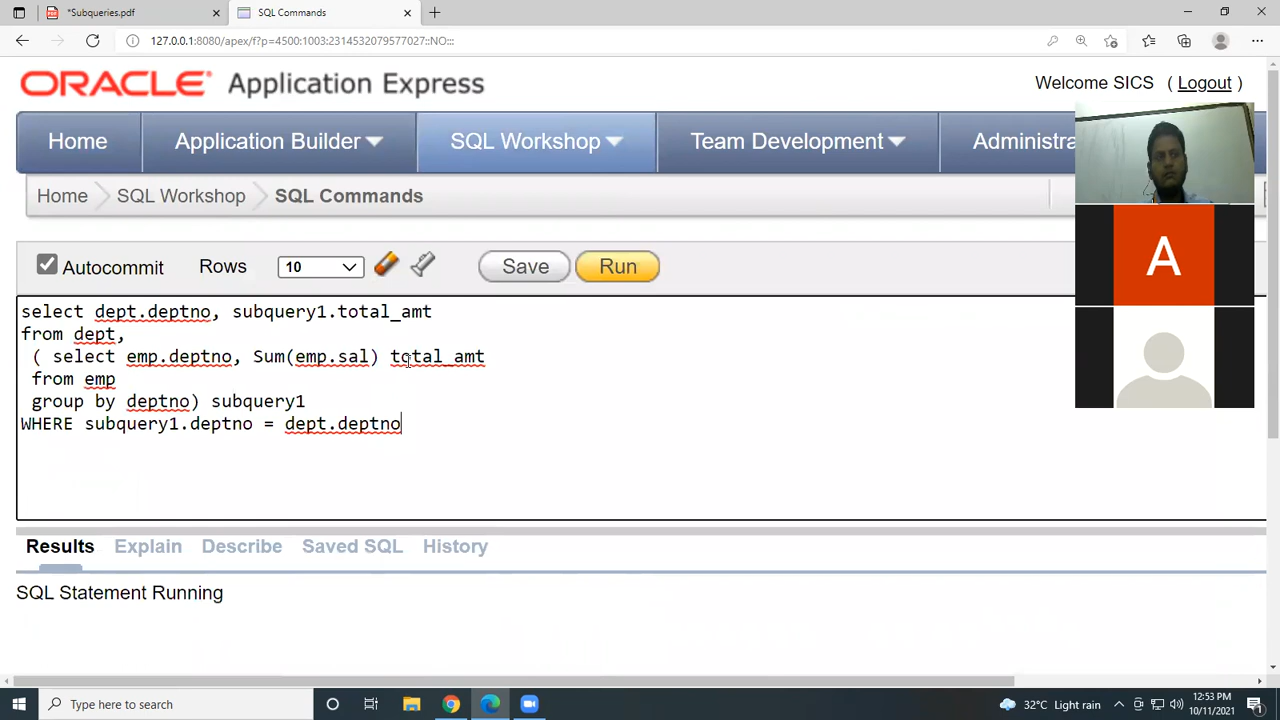 *Subqueries.pdf
SQL Commands
127.0.0.1:8080/apex/f?p=4500:1003:2314532079577027::NO:::
ORACLE Application Express
Welcome SICS ( Logout )
Home
Application Builder
SQL Workshop
Team Development
Administra
Home
SQL Workshop
SQL Commands
Autocommit
Rows
10
Save
Run
select dept.deptno, subquery1.total_amt
from dept,
( select emp.deptno, Sum(emp.sal) total_amt
from emp
group by deptno) subquery1
WHERE subquery1.deptno = dept.deptno
A
Results
Explain
Describe
Saved SQL
History
SQL Statement Running
Type here to search
32°C Light rain
12:53 PM
10/11/2021